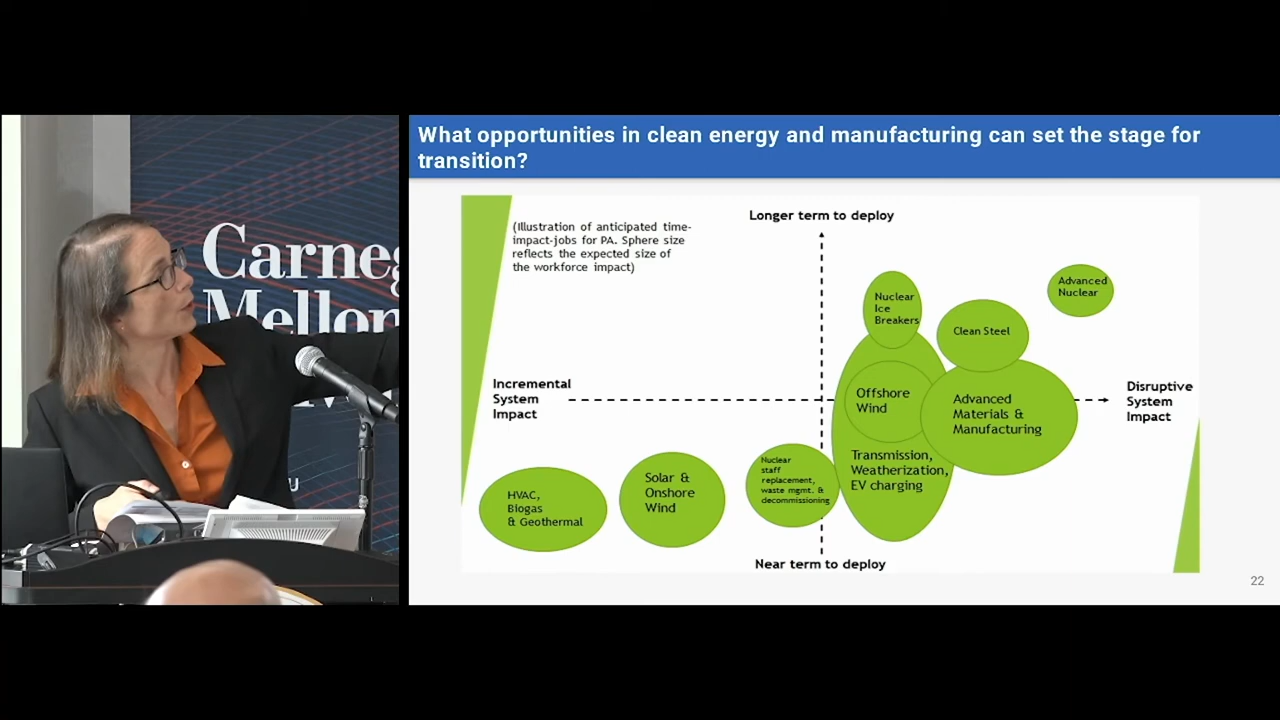 What opportunities in clean energy and manufacturing can set the stage for
transition?
Carneg
Mellon
U
(Illustration of anticipated time-
impact-jobs for PA. Sphere size
reflects the expected size of
the workforce impact)
Longer term to deploy
Advanced
Nuclear
Nuclear
Ice
Breakers
Clean Steel
Incremental
System
Impact
Offshore
Wind
Advanced
Materials &
Manufacturing
Disruptive
System
Impact
Transmission,
Weatherization,
EV charging
Nuclear
staff
replacement,
waste mgmt. &
decommissioning
Solar &
Onshore
Wind
HVAC,
Biogas
& Geothermal
Near term to deploy
22